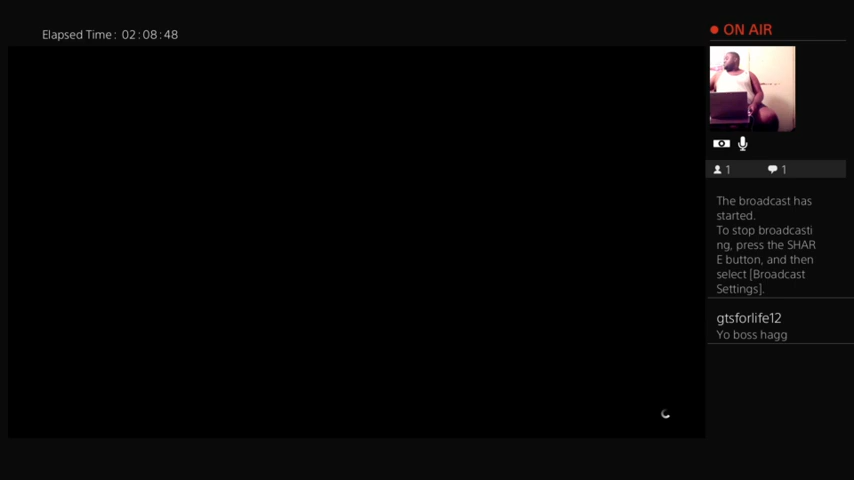 Elapsed Time: 02:08:48
ON AIR
1 1
The broadcast has
started.
To stop broadcasti
ng, press the SHAR
E button, and then
select [Broadcast
Settings].
gtsforlife12
Yo boss hagg